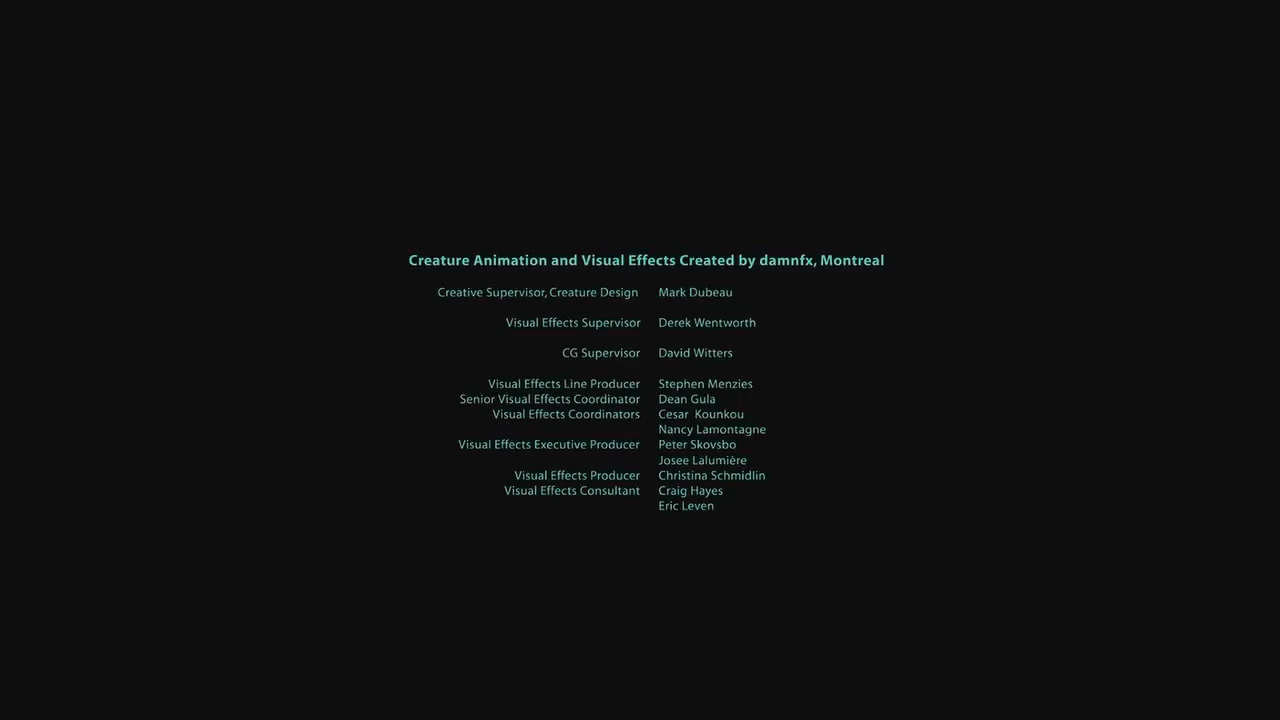 Creature Animation and Visual Effects Created by damnfx, Montreal
Creative Supervisor, Creature Design Mark Dubeau
Visual Effects Supervisor Derek Wentworth
CG Supervisor David Witters
Visual Effects Line Producer Stephen Menzies
Senior Visual Effects Coordinator Dean Gula
Visual Effects Coordinators Cesar Kounkou
Nancy Lamontagne
Visual Effects Executive Producer Peter Skovsbo
Josee Lalumière
Visual Effects Producer Christina Schmidlin
Visual Effects Consultant Craig Hayes
Eric Leven